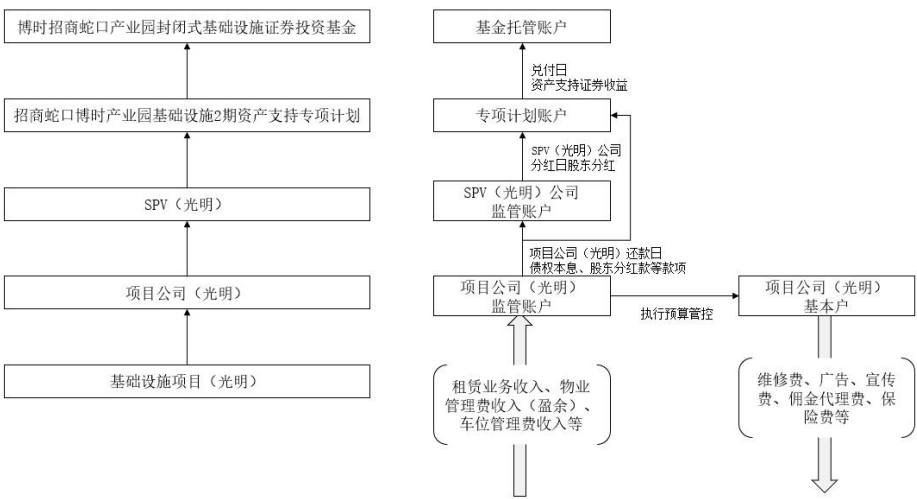 博时招商蛇口产业园封闭式基础设施证券投资基金
基金托管账户
兑付日
资产支持证券收益
招商蛇口博时产业园基础设施2期资产支持专项计划
专项计划账户
SPV（光明）公司
分红日股东分红
SPV（光明）
SPV（光明）公司
监管账户
项目公司（光明）还款日
债权本息、股东分红款等款项
项目公司（光明）
项目公司（光明）
监管账户
执行预算管控
项目公司（光明）
基本户
基础设施项目（光明）
租赁业务收入、物业
管理费收入（盈余）、
车位管理费收入等
维修费、广告、宣传
费、佣金代理费、保
险费等